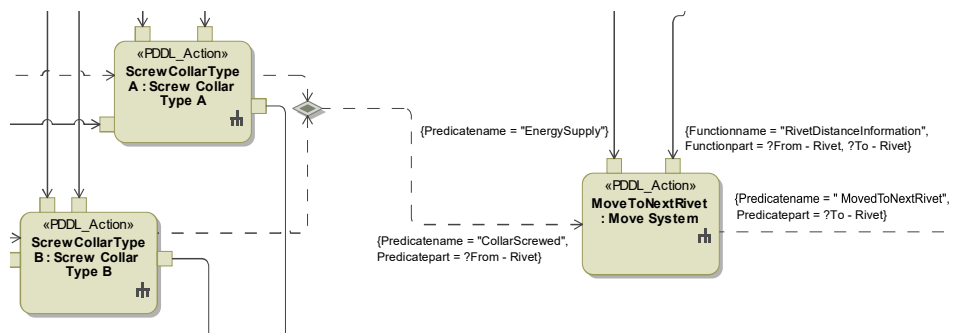 «PDDL_Action»
ScrewCollarType
A : Screw Collar
Type A
«PDDL_Action»
ScrewCollarType
B: Screw Collar
Type B
{Predicatename = "EnergySupply"}
{Functionname = "RivetDistanceInformation",
Functionpart = ?From - Rivet, ?To - Rivet}
«PDDL_Action»
MoveToNextRivet
: Move System
{Predicatename = " MovedToNextRivet",
Predicatepart = ?To - Rivet}
{Predicatename = "CollarScrewed",
Predicatepart = ?From - Rivet}